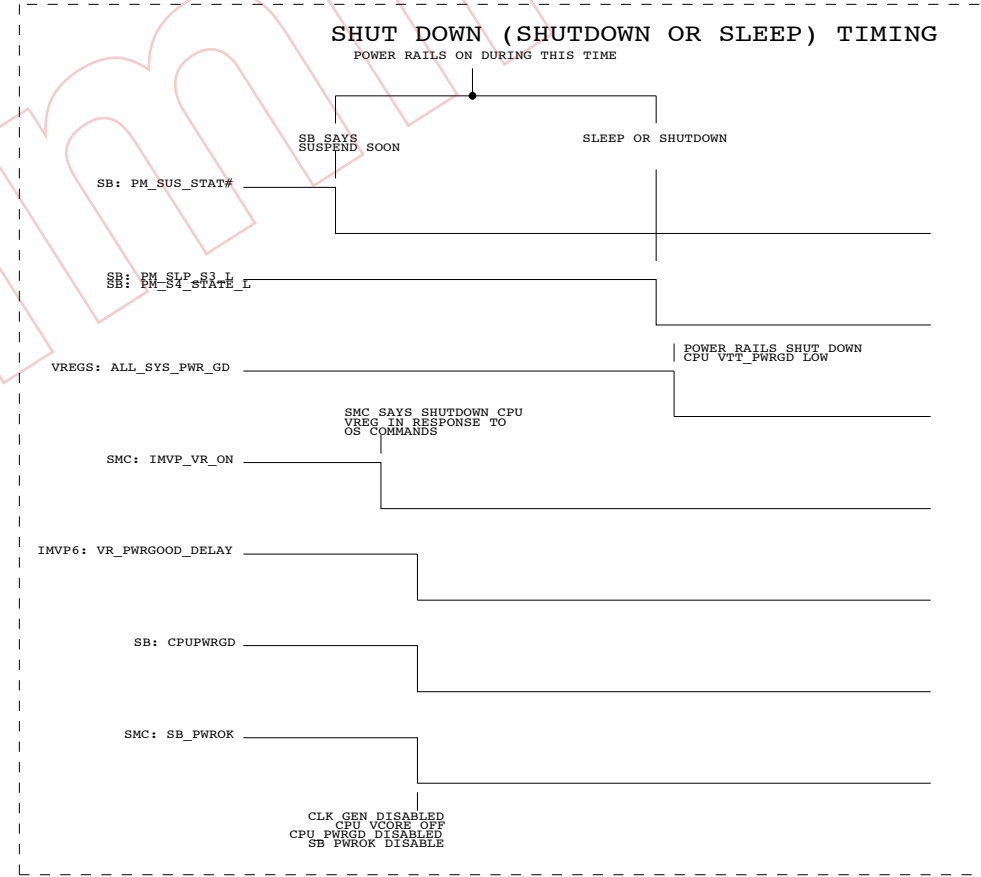 SHUT DOWN (SHUTDOWN OR SLEEP) TIMING
POWER RAILS ON DURING THIS TIME
SB SAYS
SUSPEND SOON
SLEEP OR SHUTDOWN
SB: PM_SUS_STAT#
SB: PM_SLP_S3_L
SB: PM_S4_STATE_L
POWER RAILS SHUT DOWN
CPU VTT_PWRGD LOW
VREGS: ALL_SYS_PWR_GD
SMC SAYS SHUTDOWN CPU
VREG IN RESPONSE TO
OS COMMANDS
SMC: IMVP_VR_ON
IMVP6: VR_PWRGOOD_DELAY
SB: CPUPWRGD
SMC: SB_PWROK
CLK GEN DISABLED
CPU VCORE OFF
CPU PWRGD DISABLED
SB PWROK DISABLE